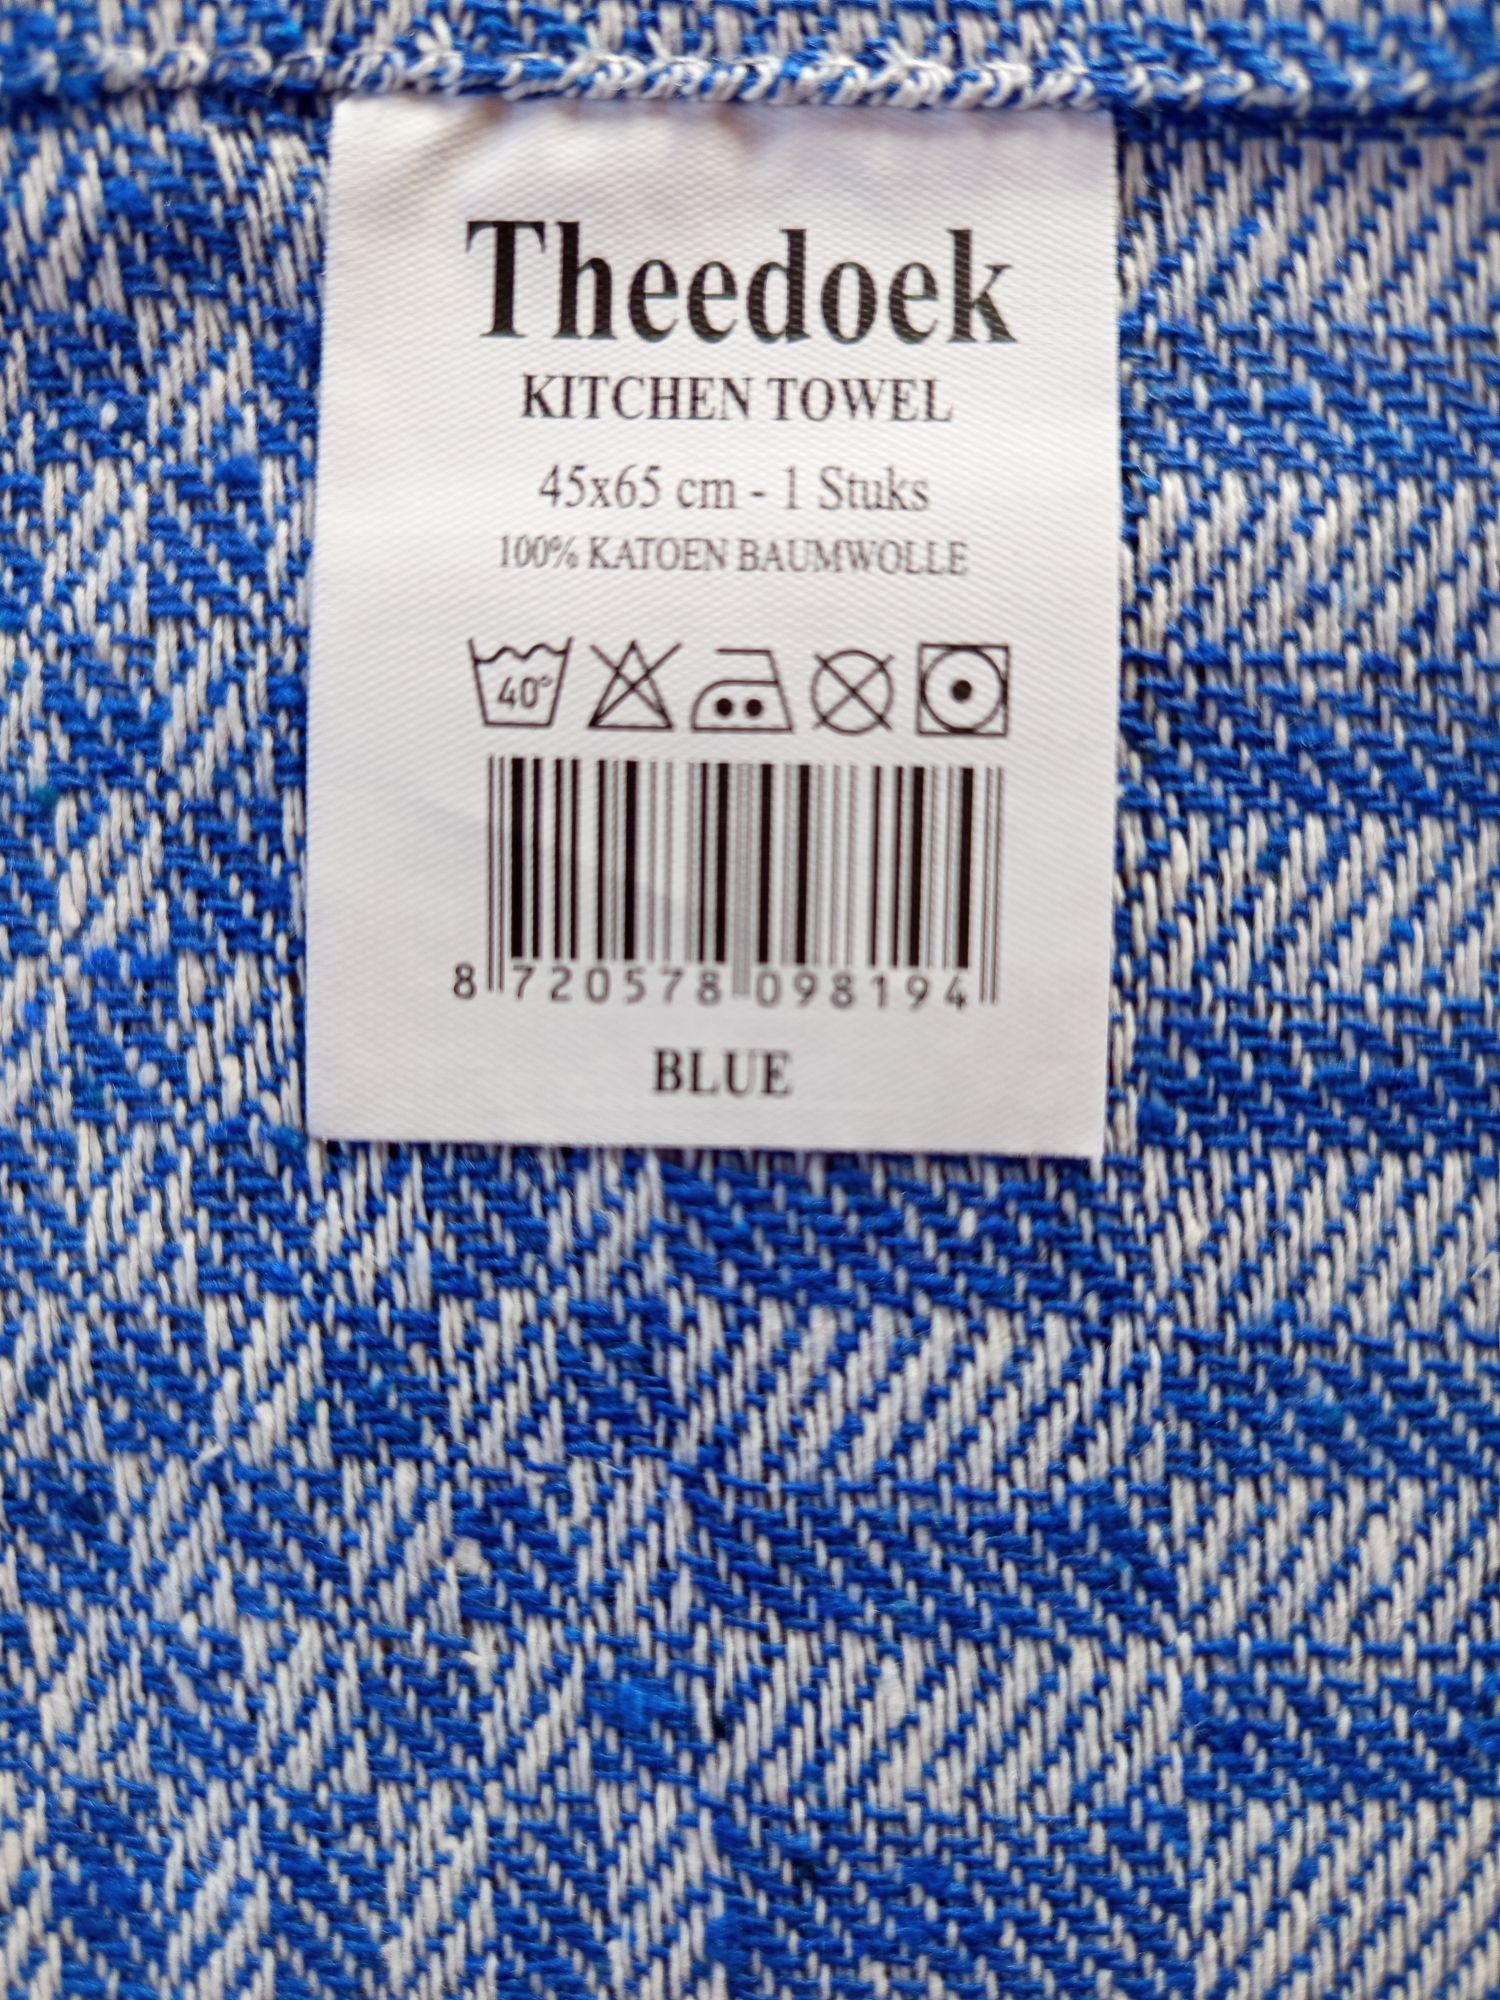 Theedoek
KITCHEN TOWEL
45x65 cm - 1 Stuks
100% KATOEN BAUMWOLLE
40°
8 720578 098194
BLUE